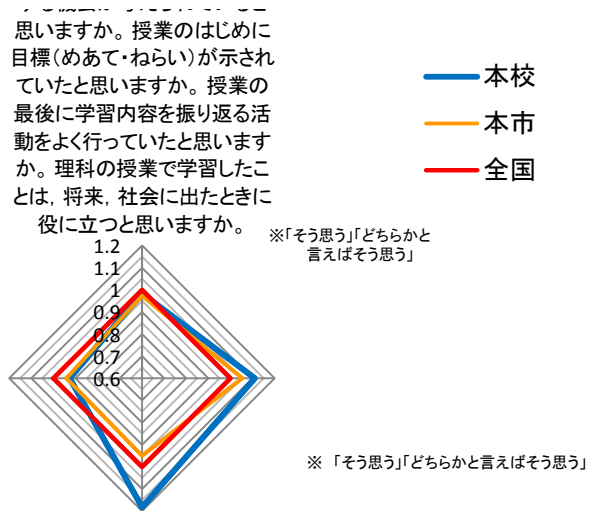 思いますか。授業のはじめに
目標(めあて・ねらい)が示され
ていたと思いますか。授業の
最後に学習内容を振り返る活
動をよく行っていたと思います
か。理科の授業で学習したこ
とは, 将来, 社会に出たときに
役に立つと思いますか。
本校
本市
全国
※「そう思う」「どちらかと
言えばそう思う」
1.2
1.1
1
0.9
0.8
0.7
0.6
※ 「そう思う」「どちらかと言えばそう思う」